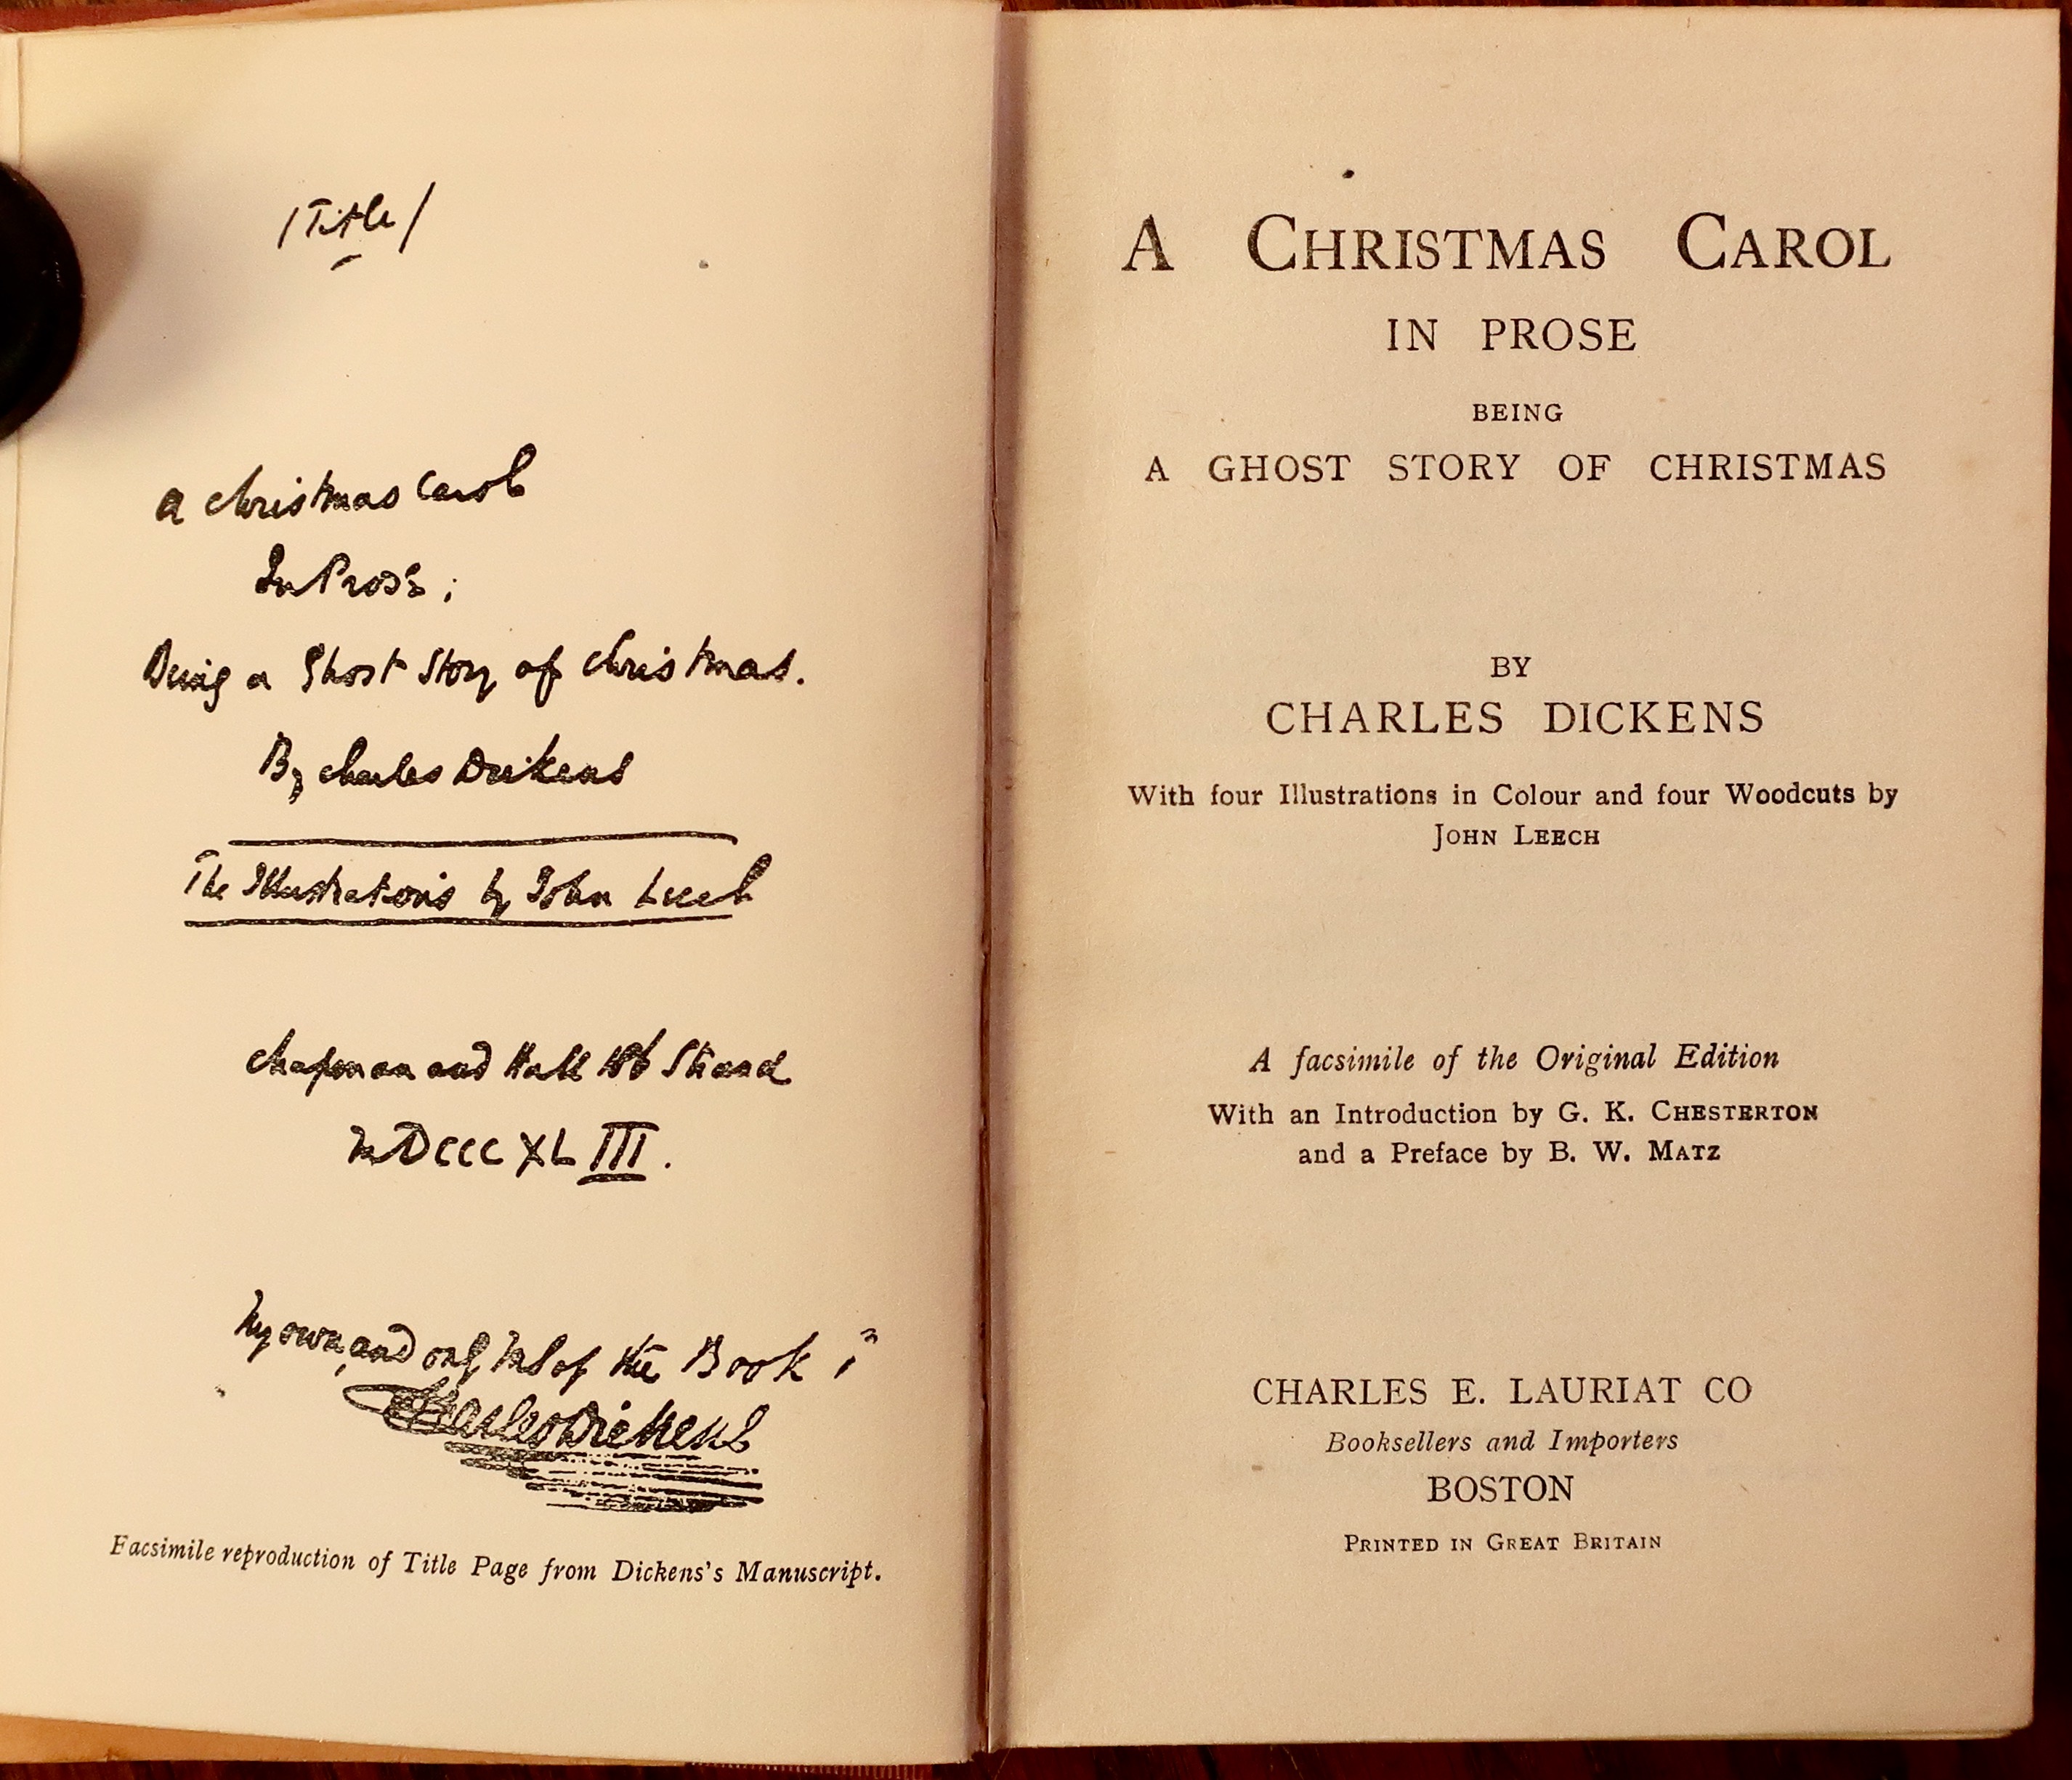 /Title/
A Christmas Carol
In Prose;
Being a Ghost Story of Christmas.
By Charles Dickens
The Illustrations by John Leech
Chapman and Hall 186 Strand
MDCCCXLIII.
My own, and only MS of the Book
Charles Dickens
Facsimile reproduction of Title Page from Dickens's Manuscript.
A CHRISTMAS CAROL
IN PROSE
BEING
A GHOST STORY OF CHRISTMAS
BY
CHARLES DICKENS
With four Illustrations in Colour and four Woodcuts by
JOHN LEECH
A facsimile of the Original Edition
With an Introduction by G. K. CHESTERTON
and a Preface by B. W. MATZ
CHARLES E. LAURIAT CO
Booksellers and Importers
BOSTON
PRINTED IN GREAT BRITAIN